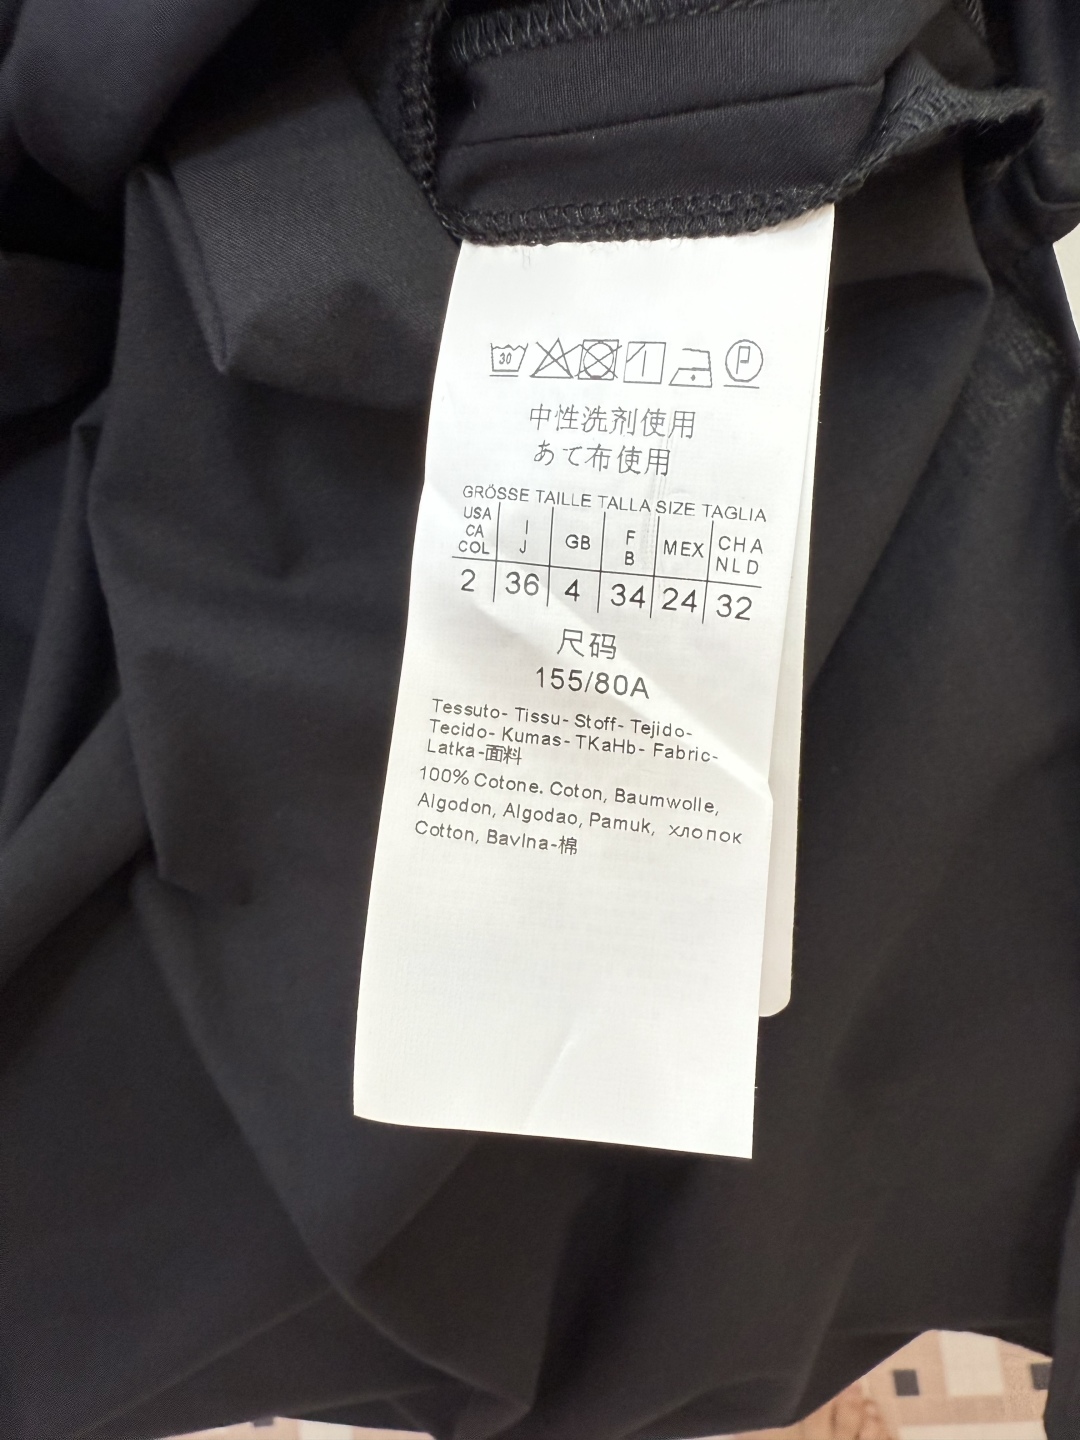 30
P
中性洗剂使用
あて布使用
GRÖSSE TAILLE TALLA SIZE TAGLIA
USA CA COL | I J | GB | F B | MEX | CHA NLD
2 | 36 | 4 | 34 | 24 | 32
尺码
155/80A
Tessuto- Tissu- Stoff- Tejido-
Tecido- Kumas- TKaHb- Fabric-
Latka-面料
100% Cotone. Coton, Baumwolle,
Algodon, Algodao, Pamuk, хлопок
Cotton, Bavlna-棉